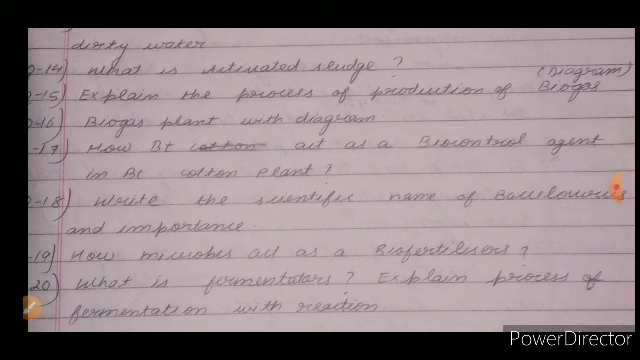 dirty water.
Q-14) What is Activated sludge ?
(Diagram)
Q-15) Explain the process of production of Biogas
Q-16) Biogas plant with diagram.
-17) How Bt cotton act as a Biocontrol agent
in Bt cotton Plant ?
Q-18) Write the scientific name of Baculovirus
and importance.
-19) How microbes act as a Biofertilisers ?
20) What is fermentators ? Explain process of
fermentation with reaction.
PowerDirector